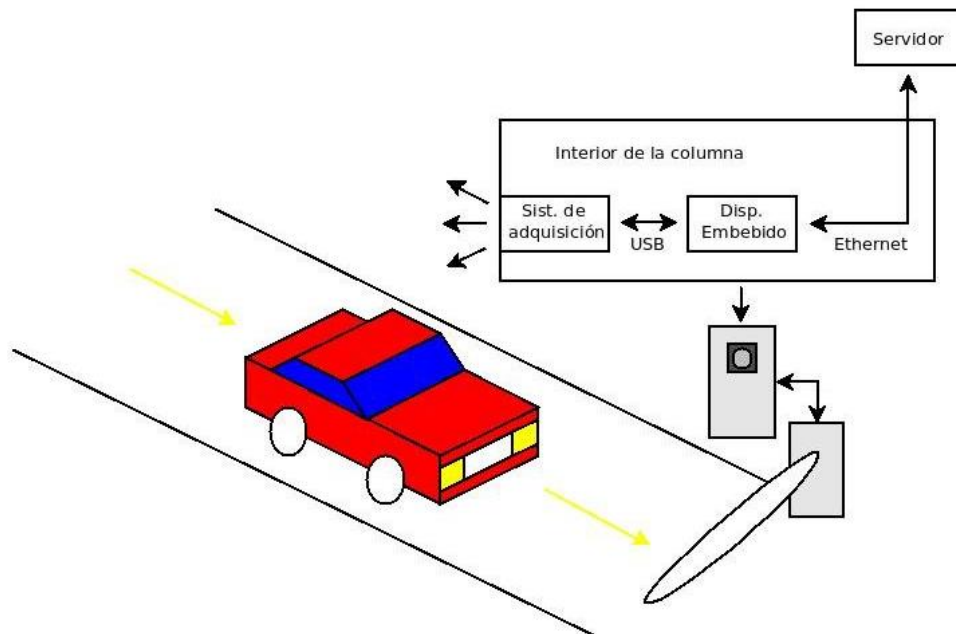 Servidor
Interior de la columna
Sist. de
adquisición
USB
Disp.
Embebido
Ethernet